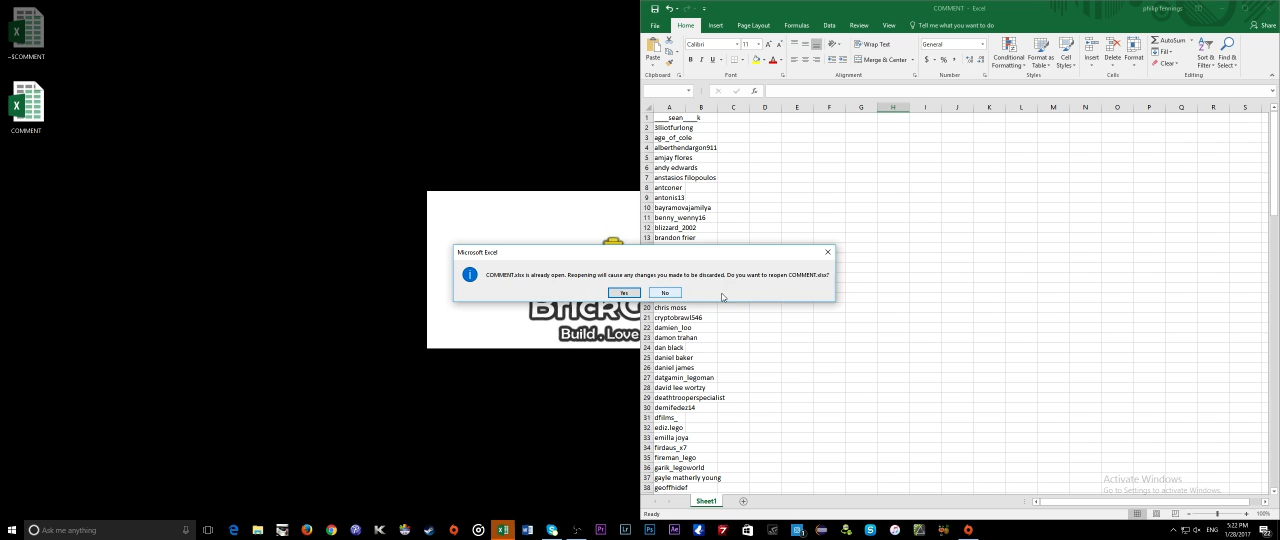 ~$COMMENT
COMMENT
COMMENT - Excel
philip fennings
File Home Insert Page Layout Formulas Data Review View Tell me what you want to do
Share
Paste
Calibri 11
B I U
Wrap Text
Merge & Center
General
$ % ,
Conditional Formatting
Format as Table
Cell Styles
Insert Delete Format
AutoSum
Fill
Clear
Sort & Filter
Find & Select
Clipboard Font Alignment Number Styles Cells Editing
fx
A B D E F G H I J K L M N O P Q R S
1 ____sean____k
2 3lliotfurlong
3 age_of_cole
4 alberthendargon911
5 amjay flores
6 andy edwards
7 anstasios filopoulos
8 antconer
9 antonis13
10 bayramovajamilya
11 benny_wenny16
12 blizzard_2002
13 brandon frier
Microsoft Excel
COMMENT.xlsx is already open. Reopening will cause any changes you made to be discarded. Do you want to reopen COMMENT.xlsx?
Yes No
Build . Love
20 chris moss
21 cryptobrawl546
22 damien_loo
23 damon trahan
24 dan black
25 daniel baker
26 daniel james
27 datgamin_legoman
28 david lee wortzy
29 deathtrooperspecialist
30 demifedez14
31 dfilms_
32 ediz.lego
33 emilla joya
34 firdaus_x7
35 fireman_lego
36 garik_legoworld
37 gayle matherly young
38 geoffhidef
Activate Windows
Go to Settings to activate Windows.
Sheet1
Ready
100%
Ask me anything
ENG
5:22 PM
1/28/2017